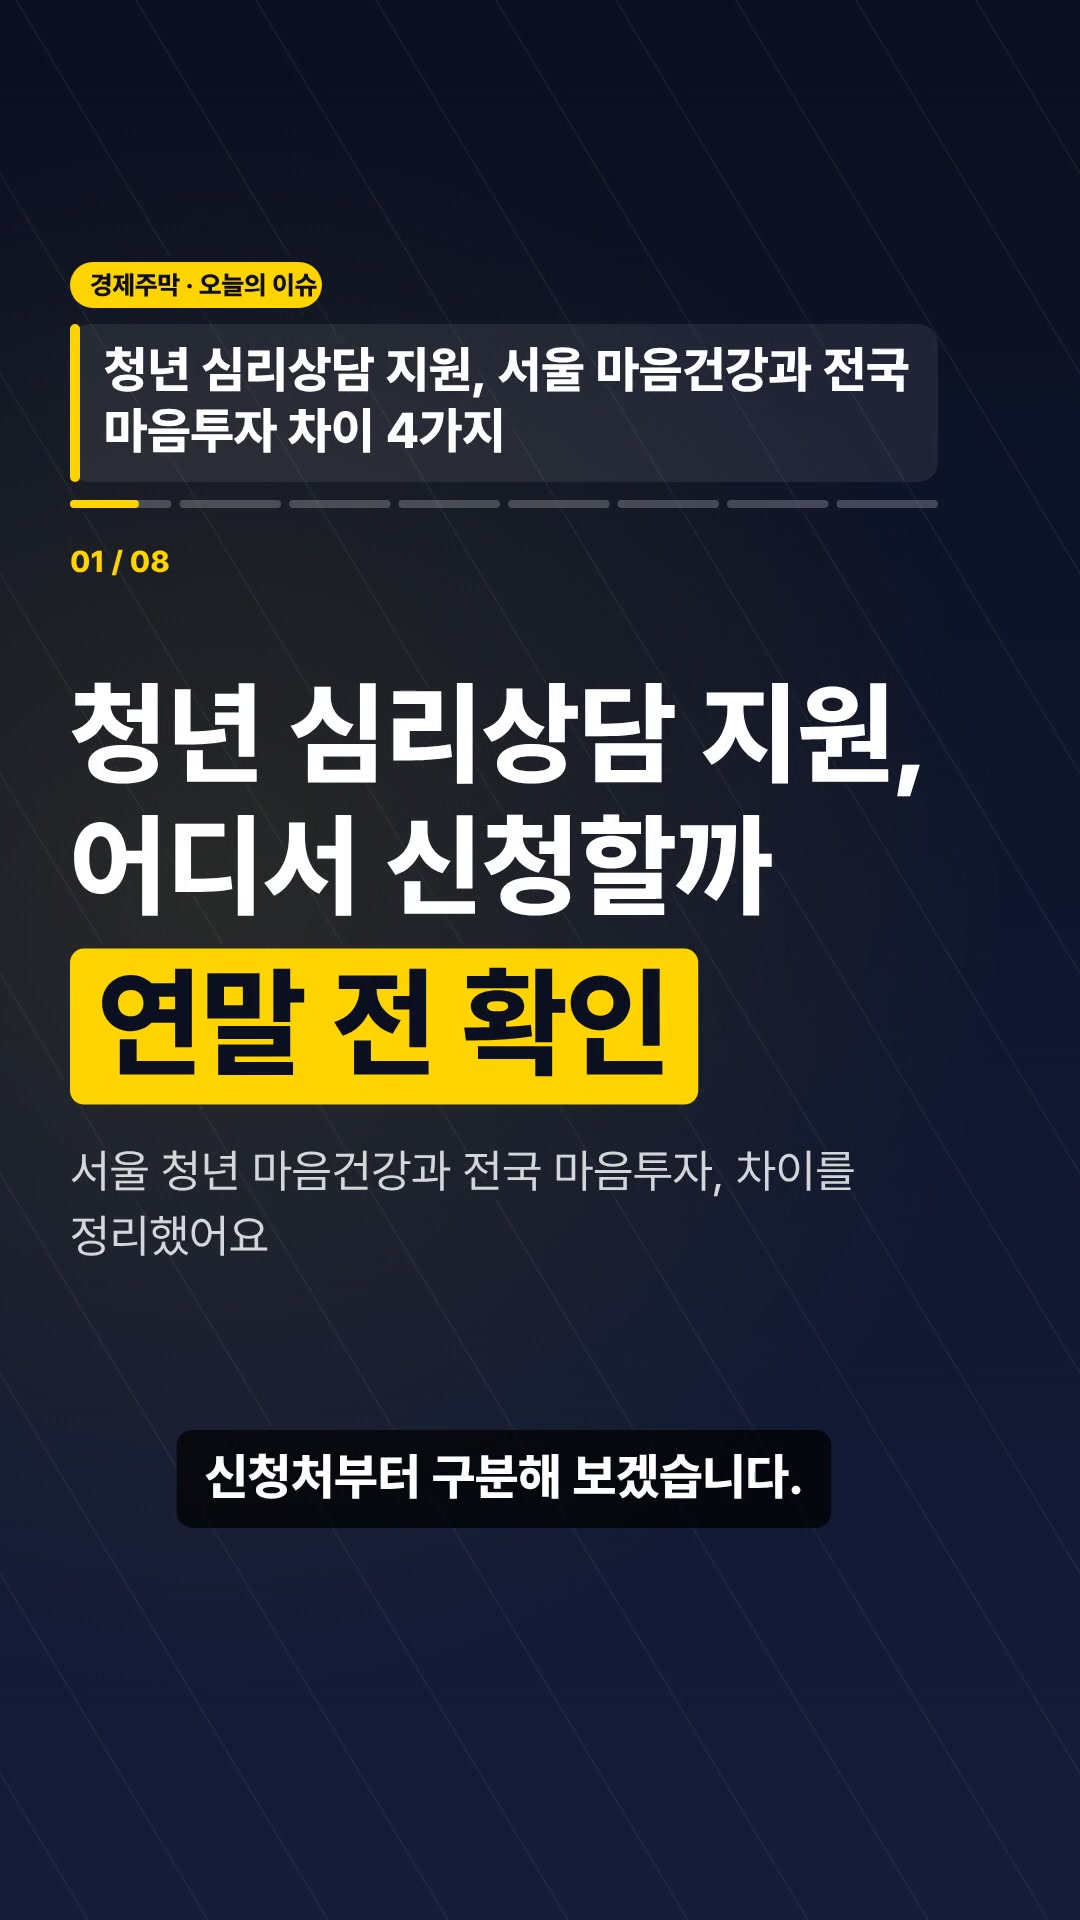 경제주막 · 오늘의 이슈
청년 심리상담 지원, 서울 마음건강과 전국
마음투자 차이 4가지
01 / 08
청년 심리상담 지원,
어디서 신청할까
연말 전 확인
서울 청년 마음건강과 전국 마음투자, 차이를
정리했어요
신청처부터 구분해 보겠습니다.